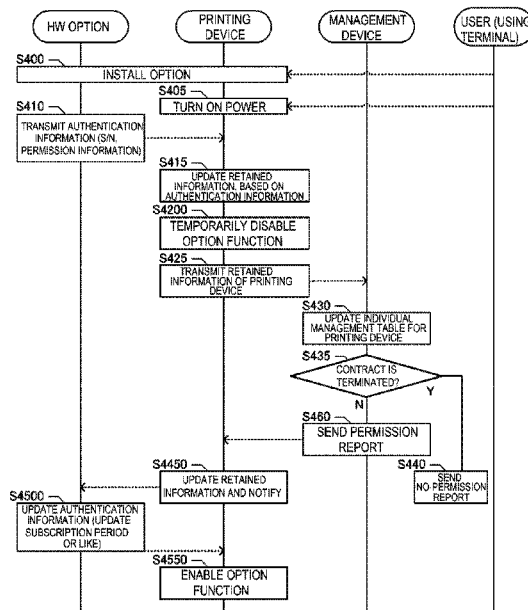 HW OPTION
PRINTING
DEVICE
MANAGEMENT
DEVICE
USER (USING
TERMINAL)
S400
INSTALL OPTION
S405
TURN ON POWER
S410
TRANSMIT AUTHENTICATION
INFORMATION (S/N,
PERMISSION INFORMATION)
S415
UPDATE RETAINED
INFORMATION, BASED ON
AUTHENTICATION INFORMATION
S4200
TEMPORARILY DISABLE
OPTION FUNCTION
S425
TRANSMIT RETAINED
INFORMATION OF PRINTING
DEVICE
S430
UPDATE INDIVIDUAL
MANAGEMENT TABLE FOR
PRINTING DEVICE
S435
CONTRACT IS
TERMINATED?
N
Y
S460
SEND PERMISSION
REPORT
S440
SEND
NO-PERMISSION
REPORT
S4450
UPDATE RETAINED
INFORMATION AND NOTIFY
S4500
UPDATE AUTHENTICATION
INFORMATION (UPDATE
SUBSCRIPTION PERIOD
OR LIKE)
S4550
ENABLE OPTION
FUNCTION